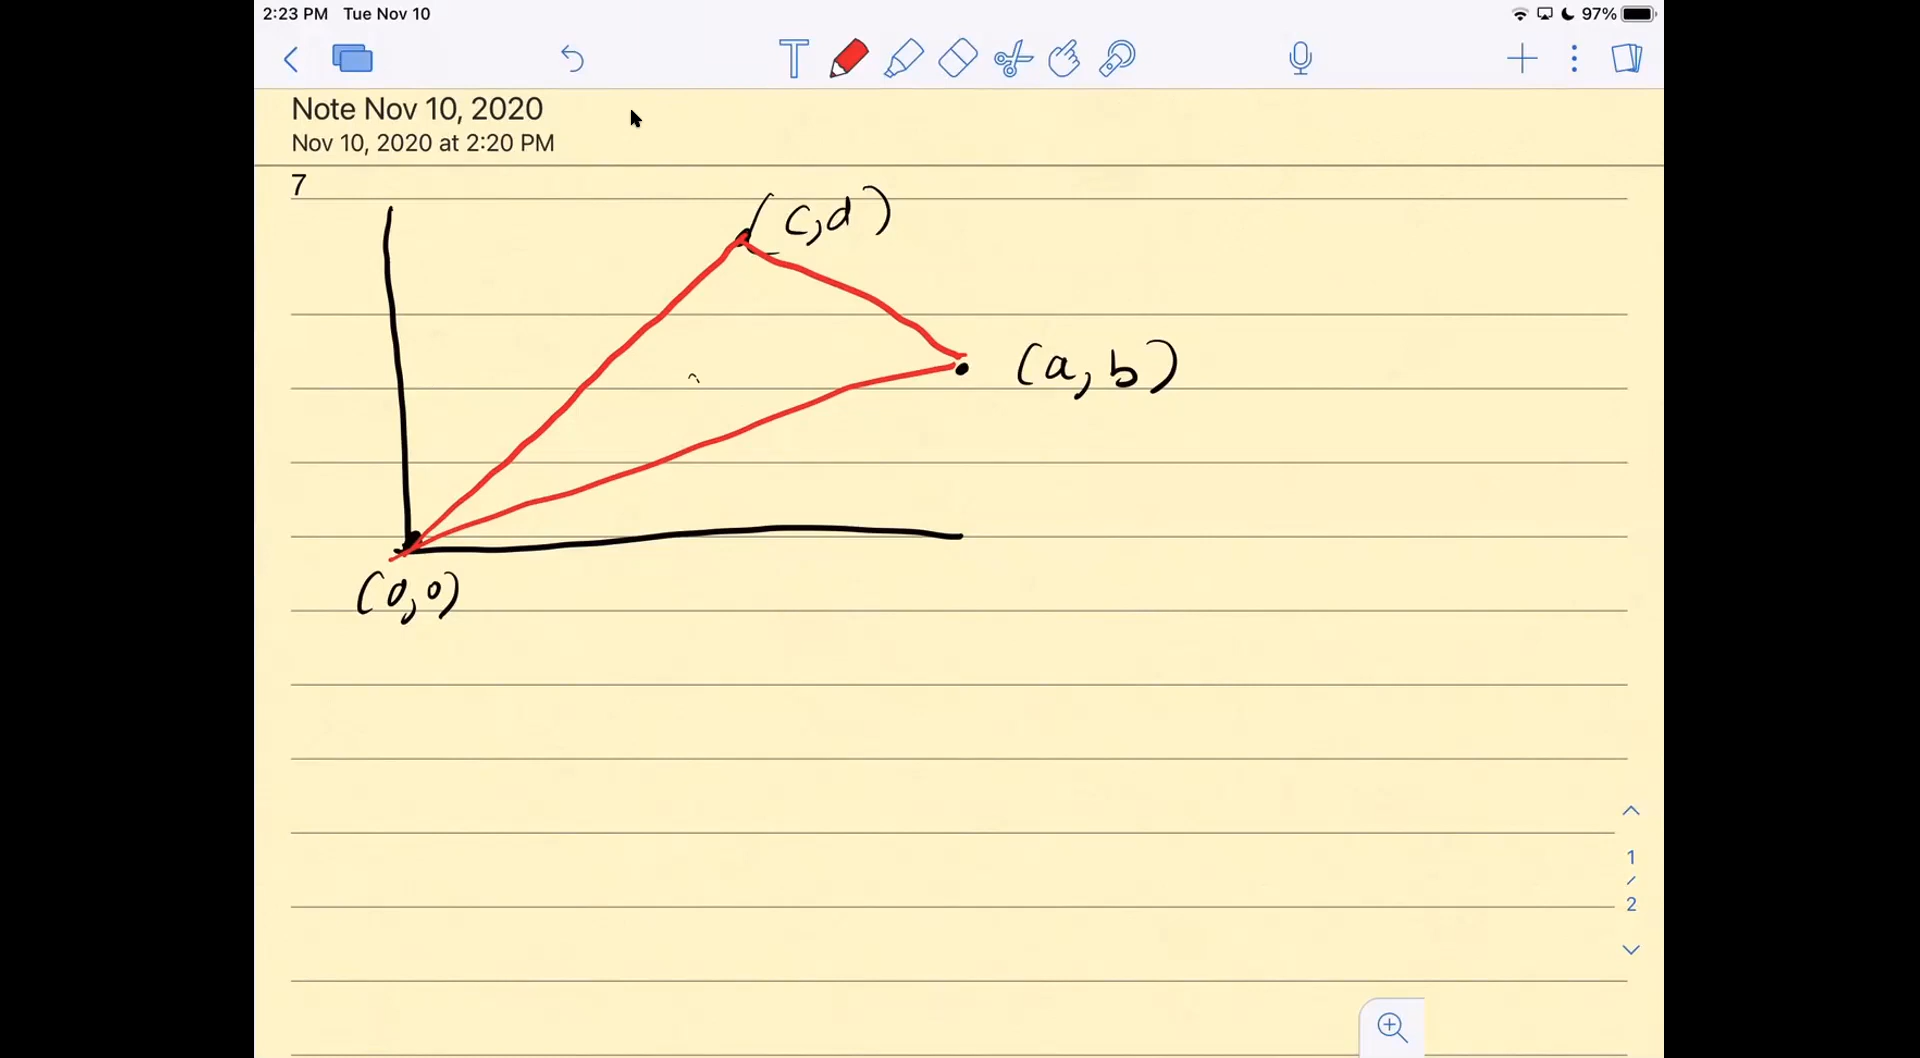 2:23 PM Tue Nov 10
97%
T
Note Nov 10, 2020
Nov 10, 2020 at 2:20 PM
7
(c,d)
(a,b)
(0,0)
1
/
2